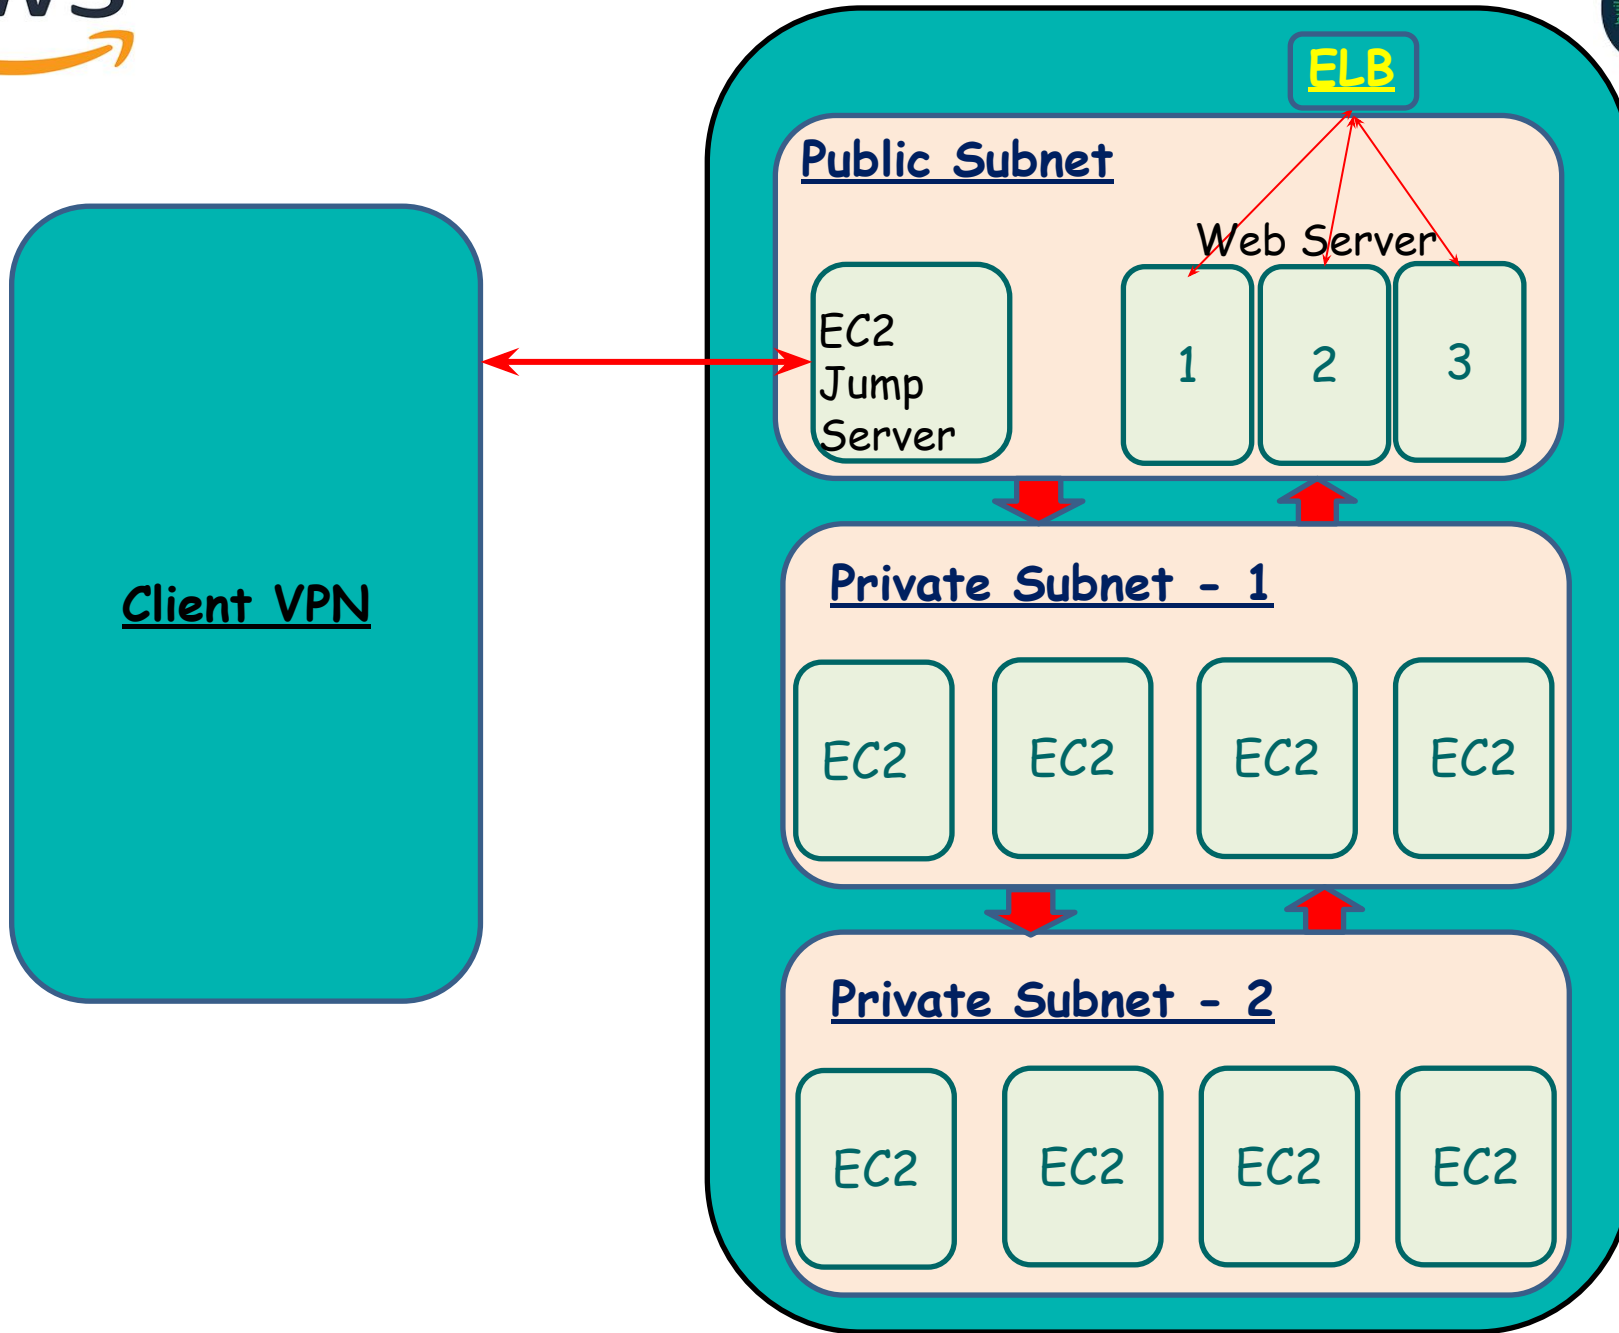 ELB
Public Subnet
Web Server
EC2
Jump
Server
1
2
3
Client VPN
Private Subnet - 1
EC2
EC2
EC2
EC2
Private Subnet - 2
EC2
EC2
EC2
EC2